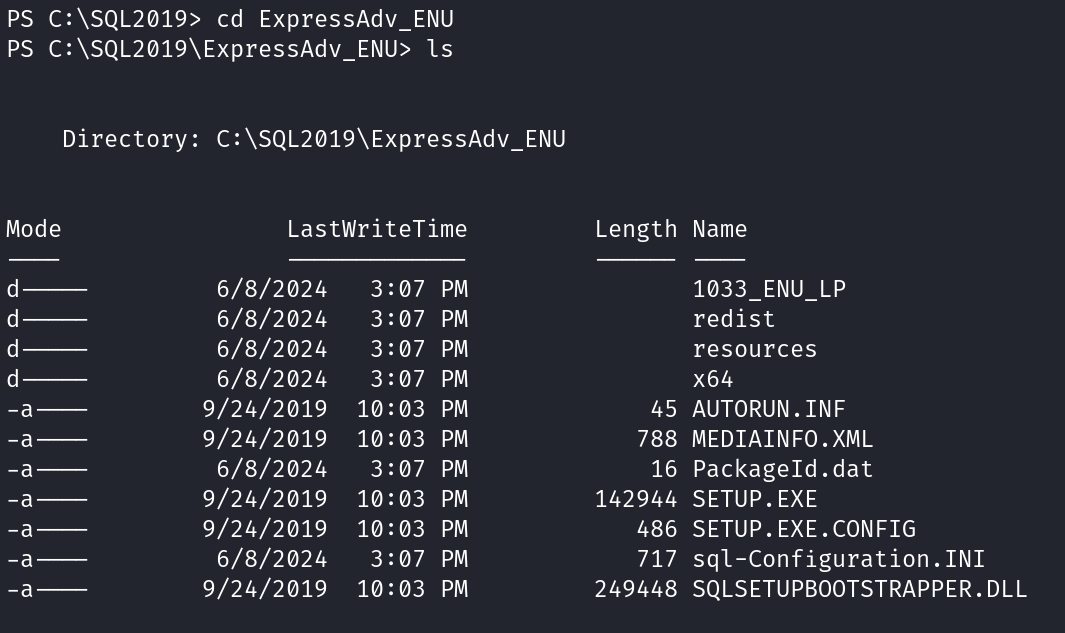 PS C:\SQL2019> cd ExpressAdv_ENU
PS C:\SQL2019\ExpressAdv_ENU> ls
Directory: C:\SQL2019\ExpressAdv_ENU
Mode LastWriteTime Length Name
---- ------------- ------ ----
d----- 6/8/2024 3:07 PM 1033_ENU_LP
d----- 6/8/2024 3:07 PM redist
d----- 6/8/2024 3:07 PM resources
d----- 6/8/2024 3:07 PM x64
-a---- 9/24/2019 10:03 PM 45 AUTORUN.INF
-a---- 9/24/2019 10:03 PM 788 MEDIAINFO.XML
-a---- 6/8/2024 3:07 PM 16 PackageId.dat
-a---- 9/24/2019 10:03 PM 142944 SETUP.EXE
-a---- 9/24/2019 10:03 PM 486 SETUP.EXE.CONFIG
-a---- 6/8/2024 3:07 PM 717 sql-Configuration.INI
-a---- 9/24/2019 10:03 PM 249448 SQLSETUPBOOTSTRAPPER.DLL